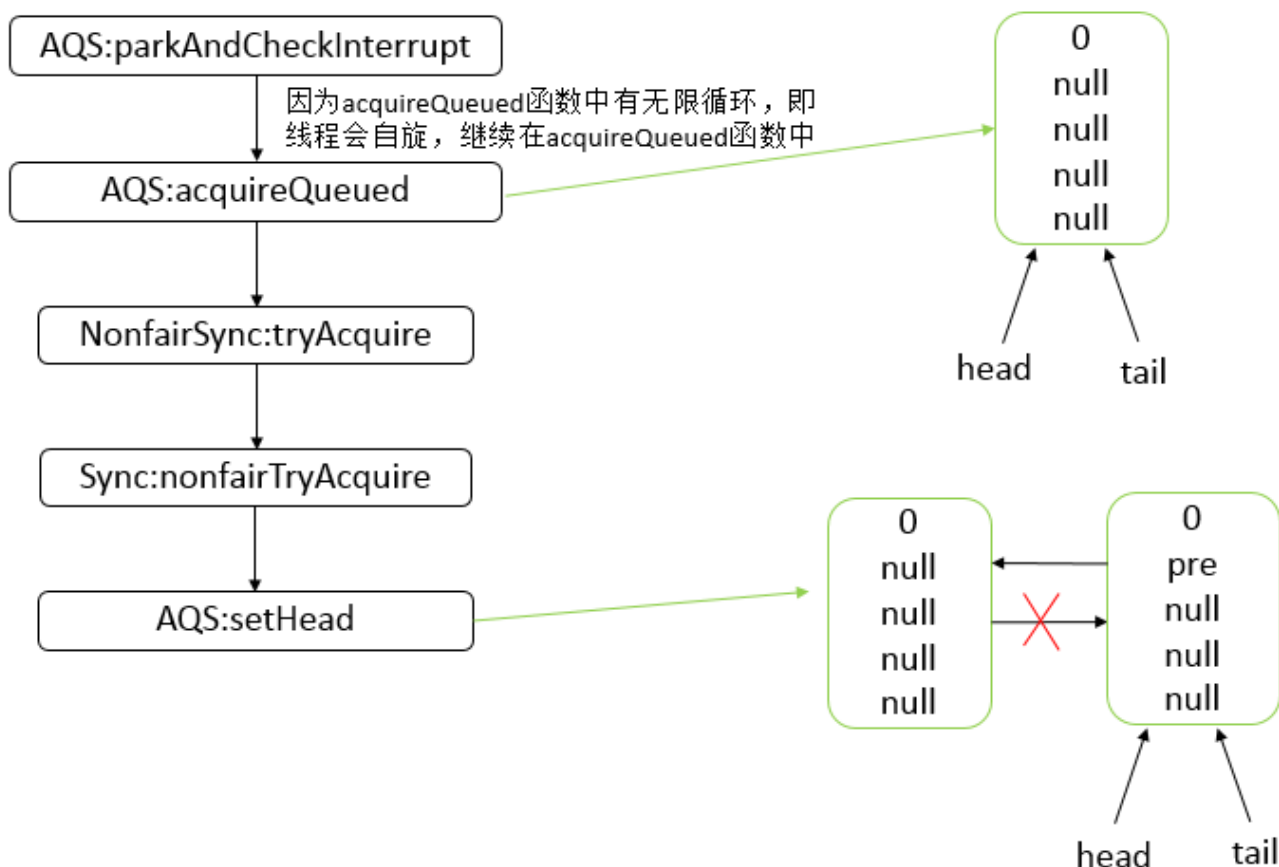 AQS:parkAndCheckInterrupt
因为acquireQueued函数中有无限循环，即
线程会自旋，继续在acquireQueued函数中
AQS:acquireQueued
NonfairSync:tryAcquire
Sync:nonfairTryAcquire
AQS:setHead
0
null
null
null
null
head
tail
0
null
null
null
null
0
pre
null
null
null
head
tail